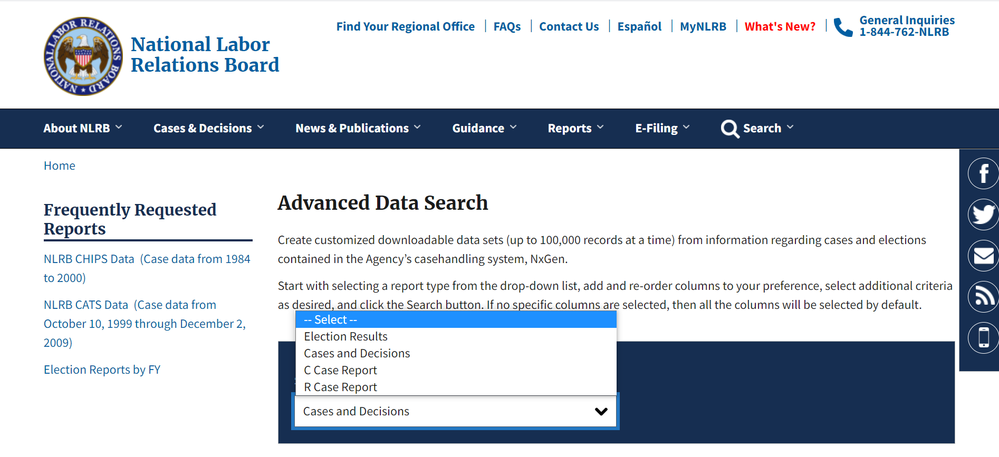 NATIONAL LABOR RELATIONS BOARD
National Labor
Relations Board
Find Your Regional Office
FAQs
Contact Us
Español
MyNLRB
What's New?
General Inquiries
1-844-762-NLRB
About NLRB
Cases & Decisions
News & Publications
Guidance
Reports
E-Filing
Search
Home
Frequently Requested
Reports
NLRB CHIPS Data (Case data from 1984
to 2000)
NLRB CATS Data (Case data from
October 10, 1999 through December 2,
2009)
Election Reports by FY
Advanced Data Search
Create customized downloadable data sets (up to 100,000 records at a time) from information regarding cases and elections
contained in the Agency’s casehandling system, NxGen.
Start with selecting a report type from the drop-down list, add and re-order columns to your preference, select additional criteria
as desired, and click the Search button. If no specific columns are selected, then all the columns will be selected by default.
-- Select --
Election Results
Cases and Decisions
C Case Report
R Case Report
Cases and Decisions